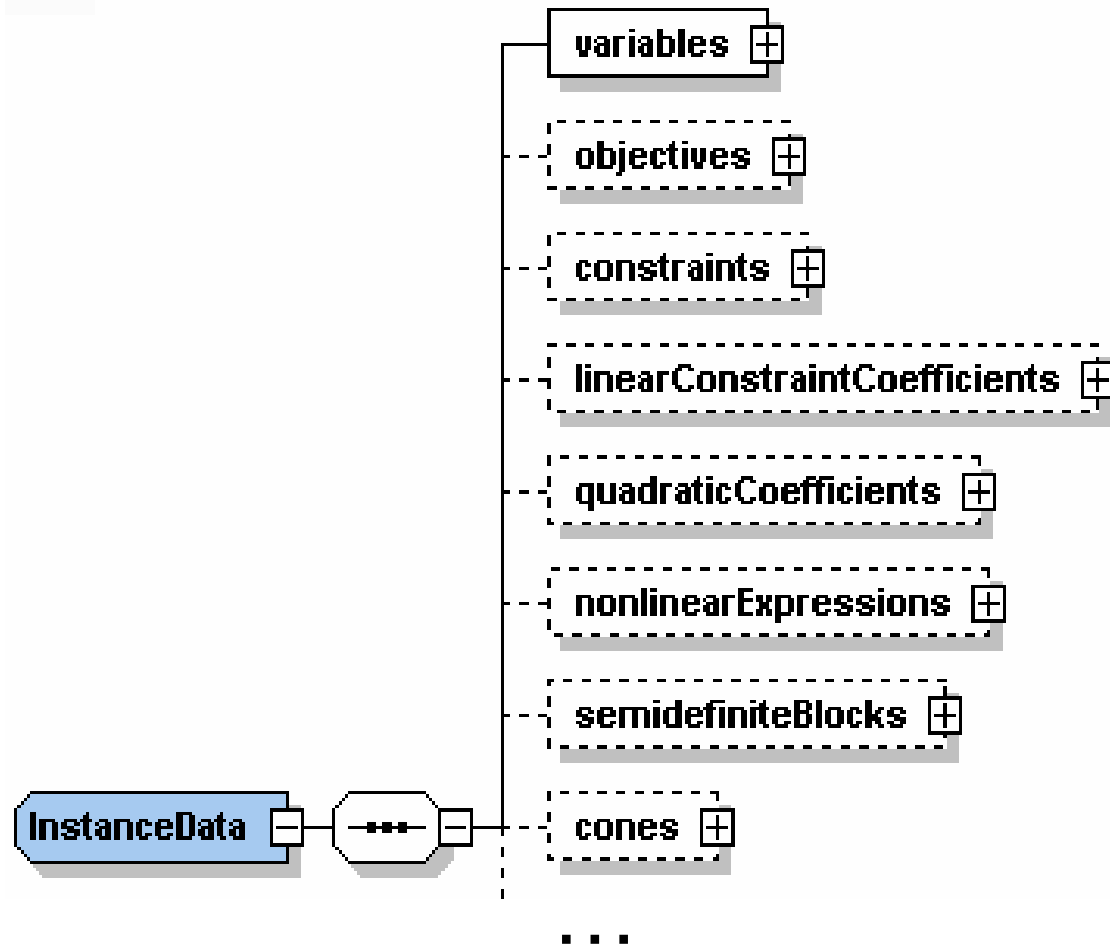 variables
objectives
constraints
linearConstraintCoefficients
quadraticCoefficients
nonlinearExpressions
semidefiniteBlocks
InstanceData
cones
. . .